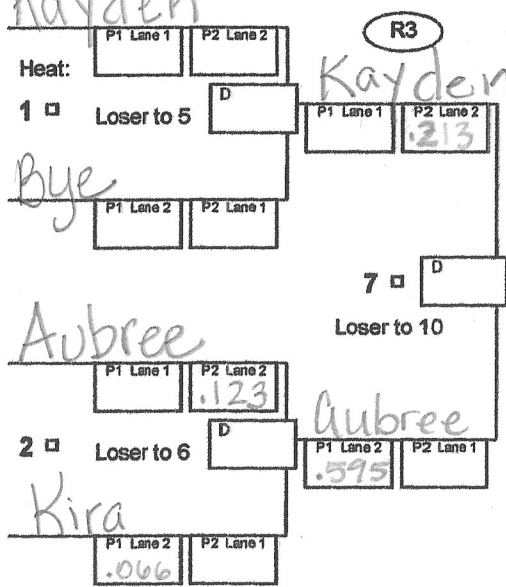 Kayden
P1 Lane 1 P2 Lane 2
R3
Heat:
Kayden
1 Loser to 5 D
P1 Lane 1 P2 Lane 2
.213
Bye
P1 Lane 2 P2 Lane 1
7 D
Loser to 10
Aubree
P1 Lane 1 P2 Lane 2
.123
Aubree
2 Loser to 6 D
P1 Lane 2 P2 Lane 1
.595
Kira
P1 Lane 2 P2 Lane 1
.066